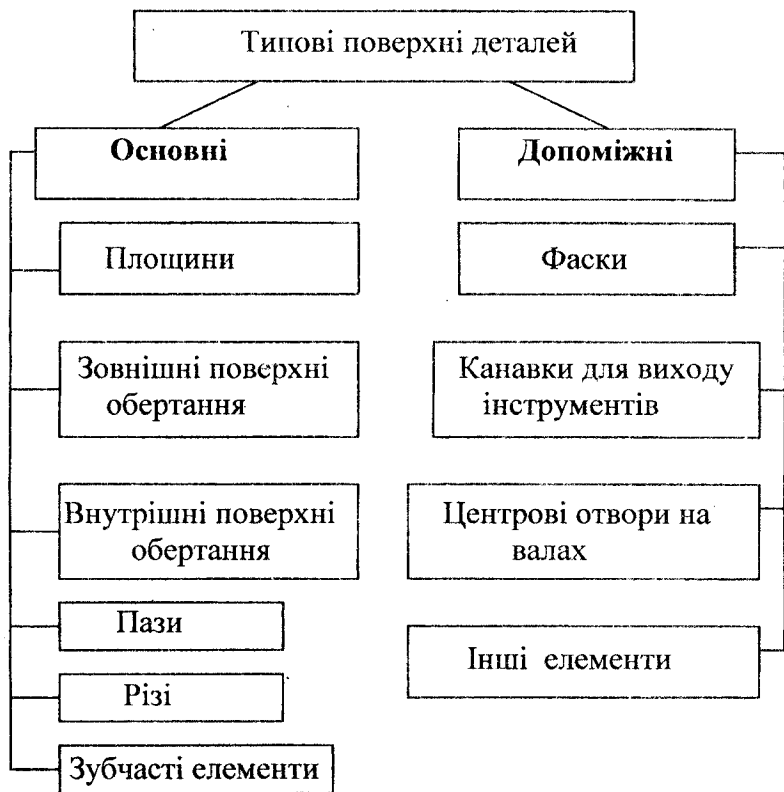 Типові поверхні деталей
Основні
Площини
Зовнішні поверхні
обертання
Внутрішні поверхні
обертання
Пази
Різі
Зубчасті елементи
Допоміжні
Фаски
Канавки для виходу
інструментів
Центрові отвори на
валах
Інші елементи